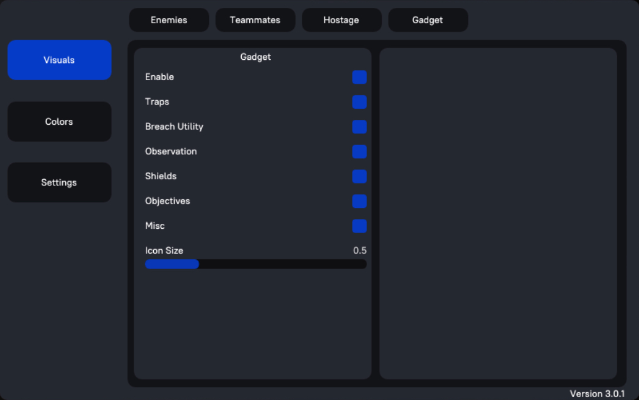 Enemies
Teammates
Hostage
Gadget
Visuals
Colors
Settings
Gadget
Enable
Traps
Breach Utility
Observation
Shields
Objectives
Misc
Icon Size 0.5
Version 3.0.1